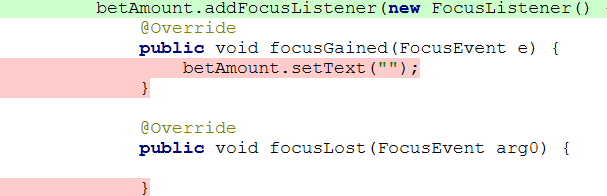 betAmount.addFocusListener(new FocusListener() {
@Override
public void focusGained(FocusEvent e) {
betAmount.setText("");
}
@Override
public void focusLost(FocusEvent arg0) {
}